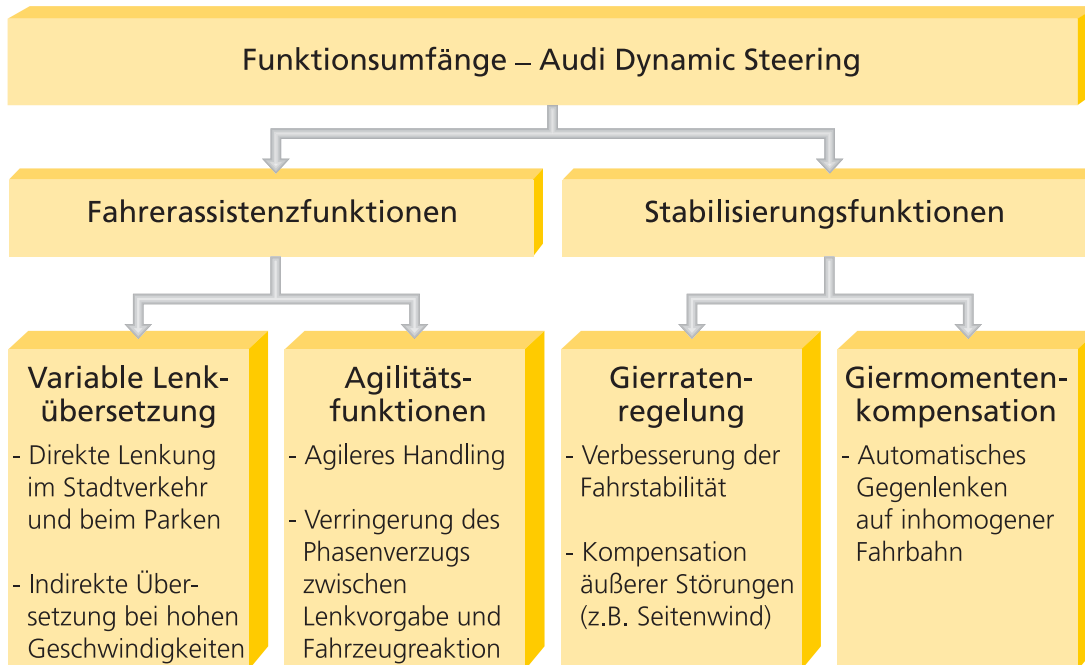 Funktionsumfänge – Audi Dynamic Steering
Fahrerassistenzfunktionen
Stabilisierungsfunktionen
Variable Lenk-
übersetzung
- Direkte Lenkung
im Stadtverkehr
und beim Parken
- Indirekte Über-
setzung bei hohen
Geschwindigkeiten
Agilitäts-
funktionen
- Agileres Handling
- Verringerung des
Phasenverzugs
zwischen
Lenkvorgabe und
Fahrzeugreaktion
Gierraten-
regelung
- Verbesserung der
Fahrstabilität
- Kompensation
äußerer Störungen
(z.B. Seitenwind)
Giermomenten-
kompensation
- Automatisches
Gegenlenken
auf inhomogener
Fahrbahn